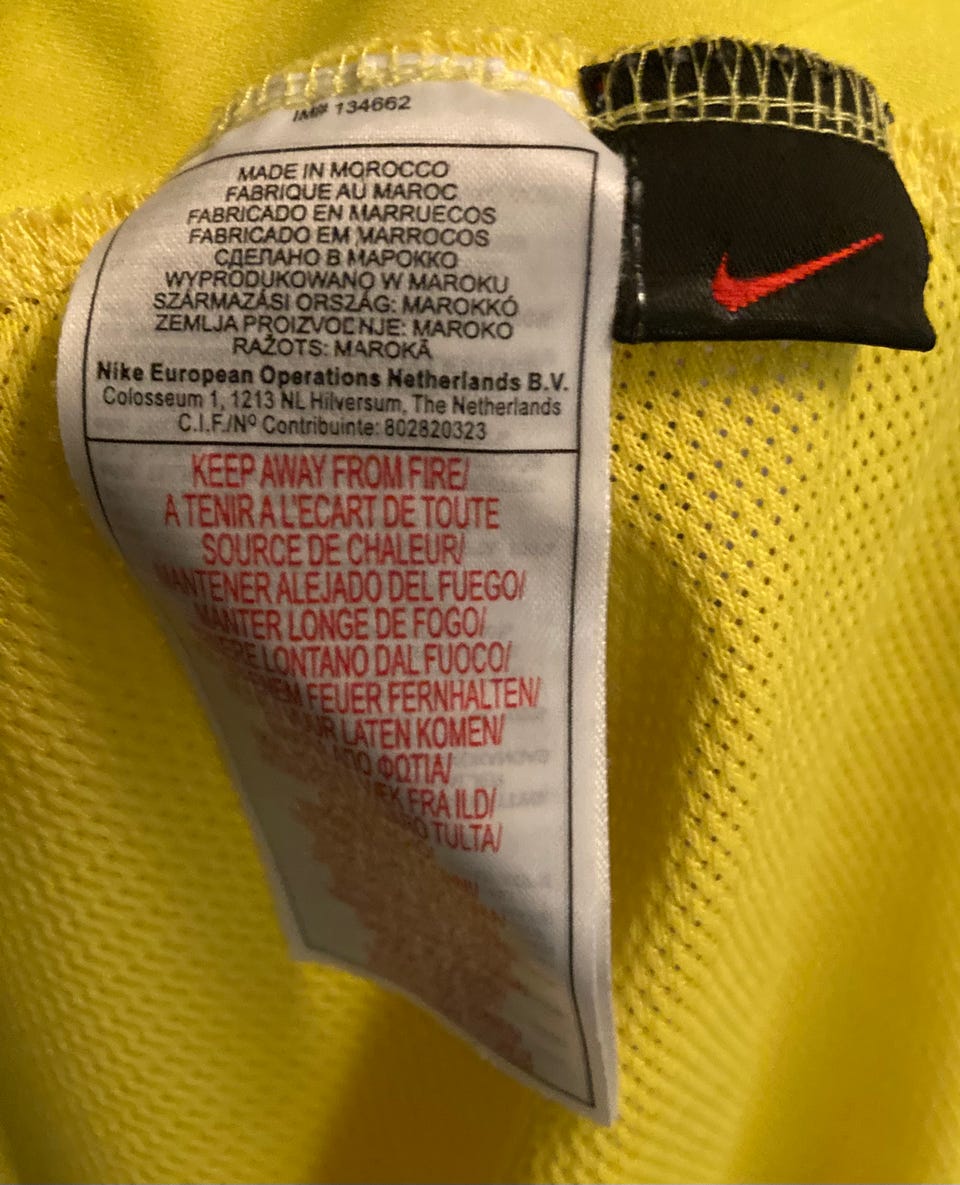 IM# 134662
MADE IN MOROCCO
FABRIQUE AU MAROC
FABRICADO EN MARRUECOS
FABRICADO EM MARROCOS
СДЕЛАНО В МАРОККО
WYPRODUKOWANO W MAROKU
SZÁRMAZÁSI ORSZÁG: MAROKKÓ
ZEMLJA PROIZVODNJE: MAROKO
RAŽOTS: MAROKĀ
Nike European Operations Netherlands B.V.
Colosseum 1, 1213 NL Hilversum, The Netherlands
C.I.F./Nº Contribuinte: 802820323
KEEP AWAY FROM FIRE/
A TENIR A L'ECART DE TOUTE
SOURCE DE CHALEUR/
MANTENER ALEJADO DEL FUEGO/
MANTER LONGE DE FOGO/
LONTANO DAL FUOCO/
FEUER FERNHALTEN/
LATEN KOMEN/
ΦΩΤΙΑ/
FRA ILD/
TULTA/